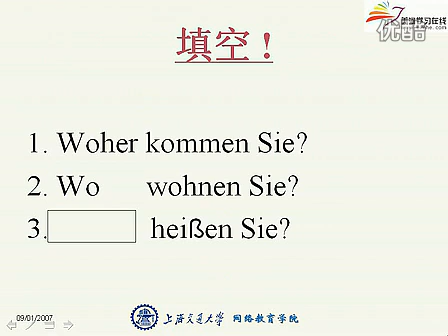 优酷
填空！
1. Woher kommen Sie?
2. Wo wohnen Sie?
3. heißen Sie?
09/01/2007
上海交通大学 网络教育学院